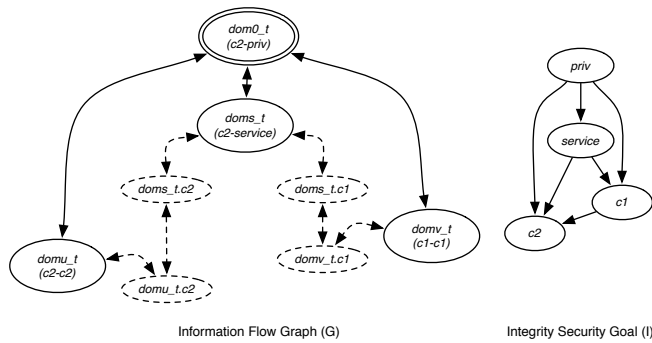 dom0_t
(c2-priv)
priv
doms_t
(c2-service)
service
doms_t.c2
doms_t.c1
c1
domv_t
(c1-c1)
c2
domu_t
(c2-c2)
domv_t.c1
domu_t.c2
Information Flow Graph (G)
Integrity Security Goal (I)